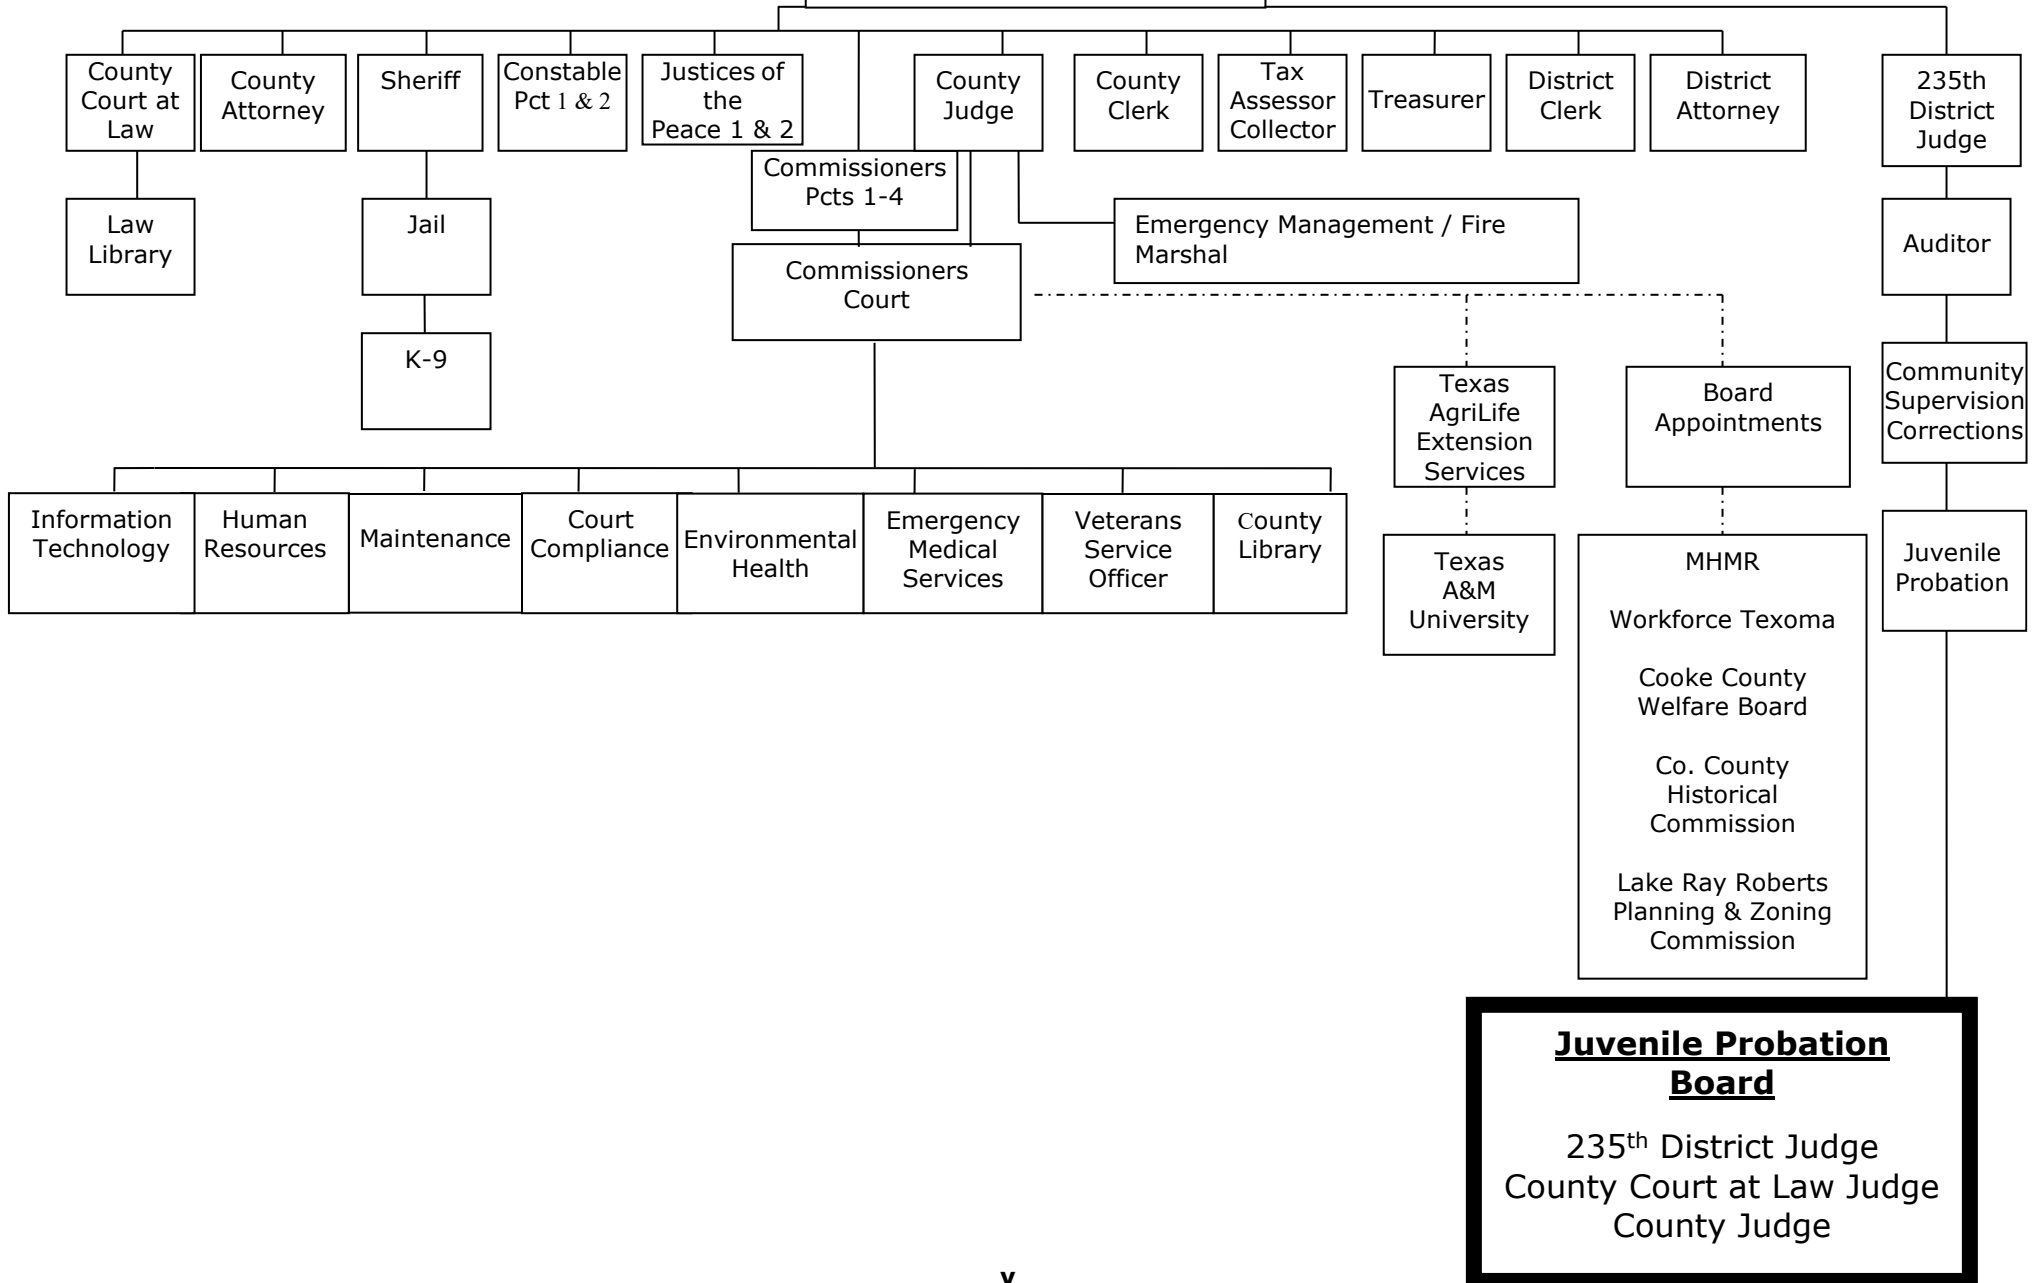 County
Court at
Law
County
Attorney
Sheriff
Constable
Pct 1 & 2
Justices of
the
Peace 1 & 2
County
Judge
County
Clerk
Tax
Assessor
Collector
Treasurer
District
Clerk
District
Attorney
235th
District
Judge
Commissioners
Pcts 1-4
Law
Library
Jail
Emergency Management / Fire
Marshal
Auditor
Commissioners
Court
K-9
Texas
AgriLife
Extension
Services
Board
Appointments
Community
Supervision
Corrections
Information
Technology
Human
Resources
Maintenance
Court
Compliance
Environmental
Health
Emergency
Medical
Services
Veterans
Service
Officer
County
Library
Texas
A&M
University
MHMR
Workforce Texoma
Cooke County
Welfare Board
Co. County
Historical
Commission
Lake Ray Roberts
Planning & Zoning
Commission
Juvenile
Probation
Juvenile Probation
Board
235th District Judge
County Court at Law Judge
County Judge
v